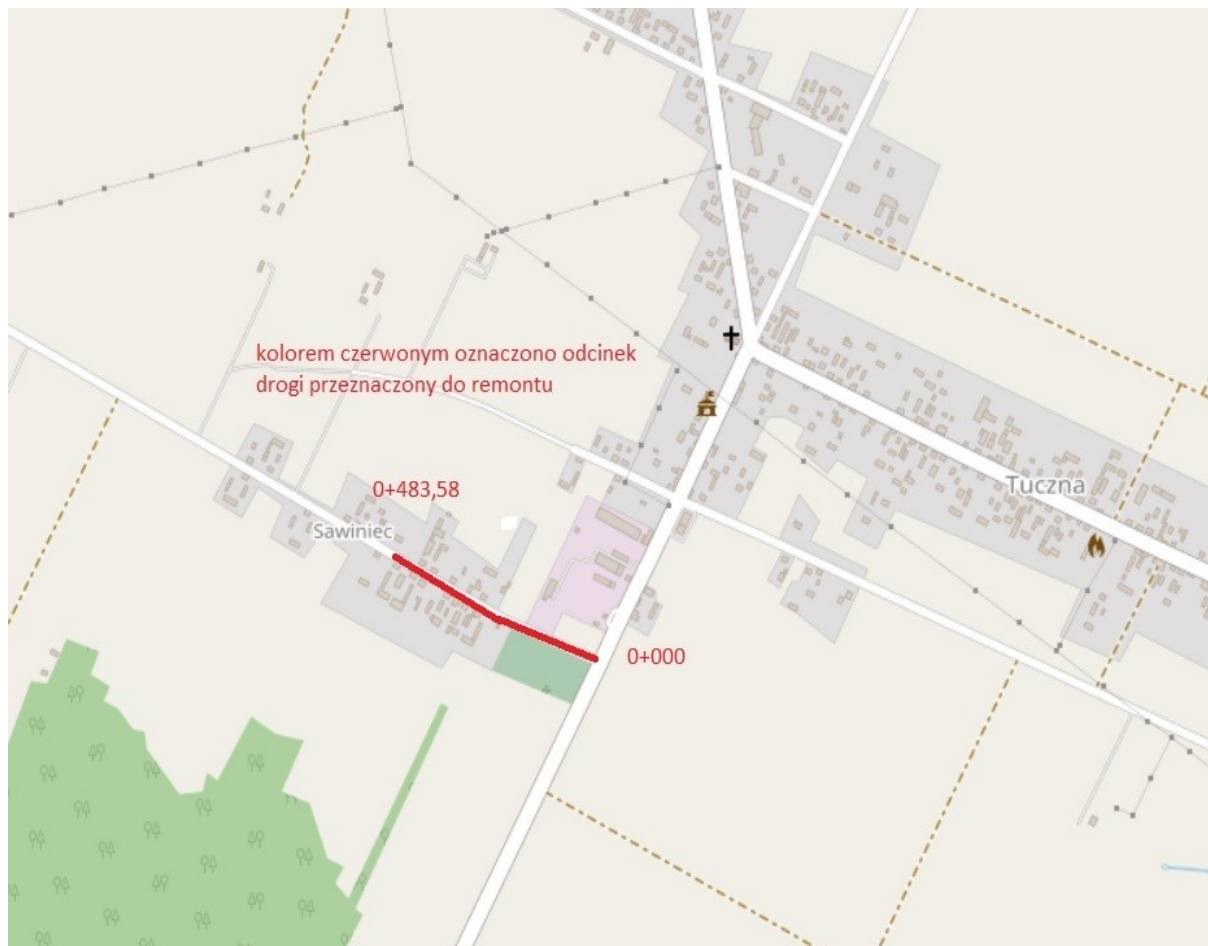 kolorem czerwonym oznaczono odcinek
drogi przeznaczony do remontu
Tuczna
0+483,58
Sawiniec
0+000